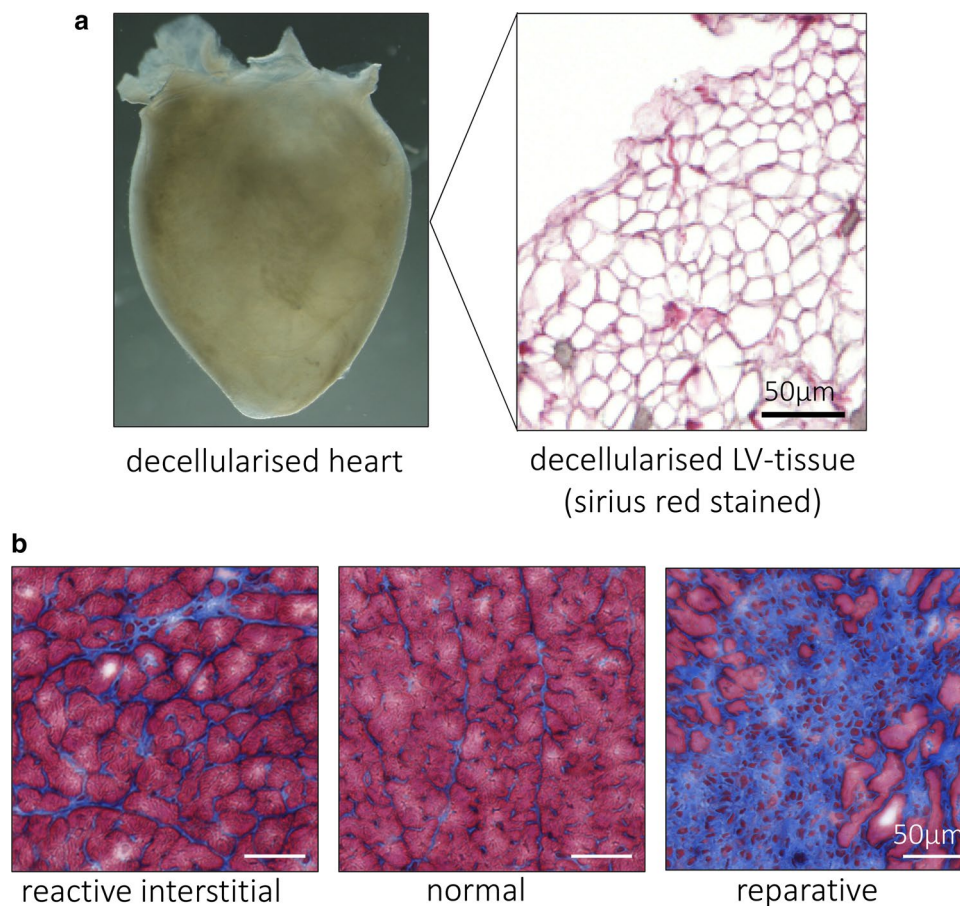 a
50µm
decellularised heart
decellularised LV-tissue
(sirius red stained)
b
50µm
reactive interstitial
normal
reparative